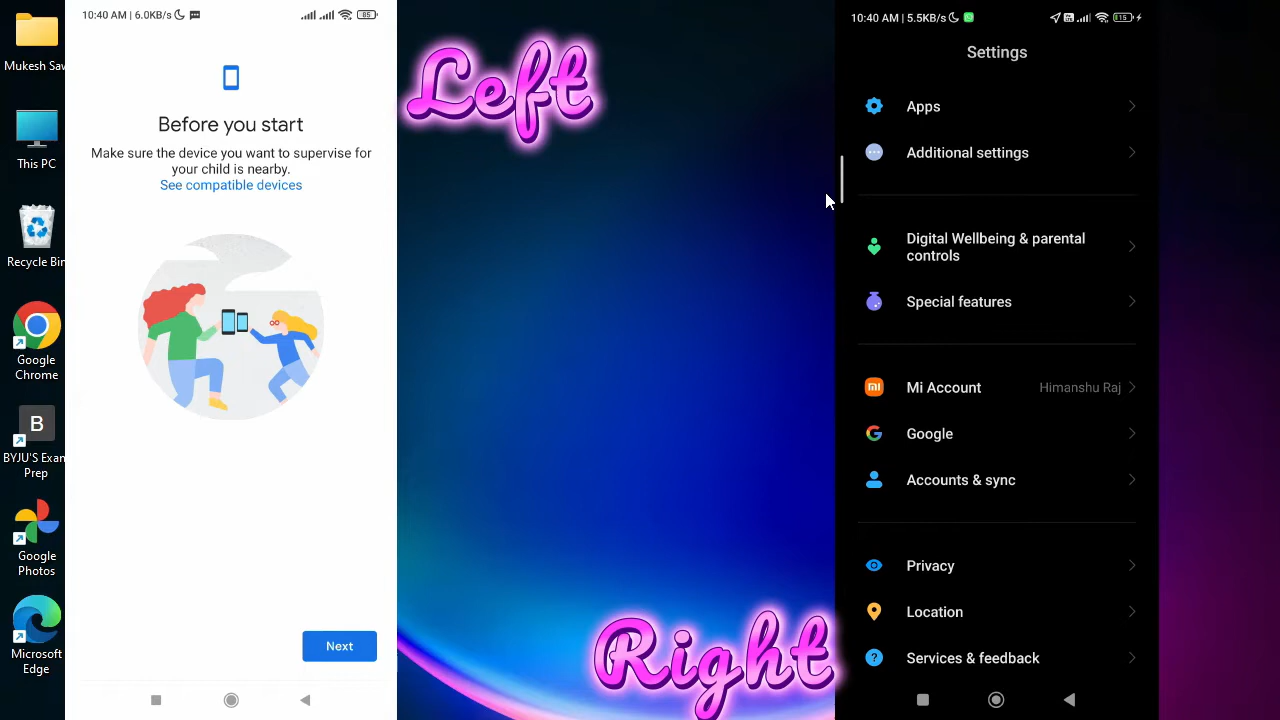 Mukesh Saw
This PC
Recycle Bin
Google
Chrome
B
BYJU'S Exam
Prep
Google
Photos
Microsoft
Edge
10:40 AM | 6.0KB/s
85
Before you start
Make sure the device you want to supervise for
your child is nearby.
See compatible devices
Next
Left
Right
10:40 AM | 5.5KB/s
15
Settings
Apps
Additional settings
Digital Wellbeing & parental
controls
Special features
Mi Account
Himanshu Raj
Google
Accounts & sync
Privacy
Location
Services & feedback